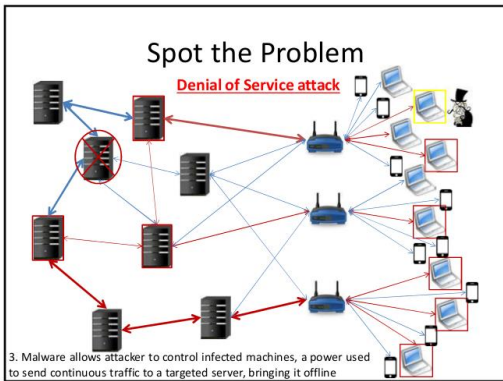 Spot the Problem
Denial of Service attack
3. Malware allows attacker to control infected machines, a power used
to send continuous traffic to a targeted server, bringing it offline